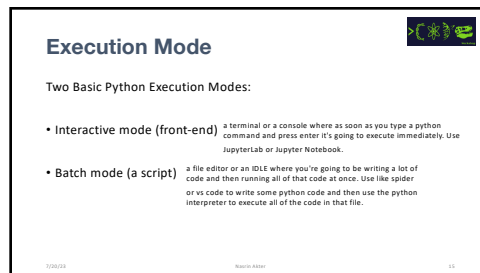 Execution Mode
Two Basic Python Execution Modes:
• Interactive mode (front-end)
a terminal or a console where as soon as you type a python
command and press enter it's going to execute immediately. Use
JupyterLab or Jupyter Notebook.
• Batch mode (a script)
a file editor or an IDLE where you're going to be writing a lot of
code and then running all of that code at once. Use like spider
or vs code to write some python code and then use the python
interpreter to execute all of the code in that file.
7/20/23
Nasrin Akter
15